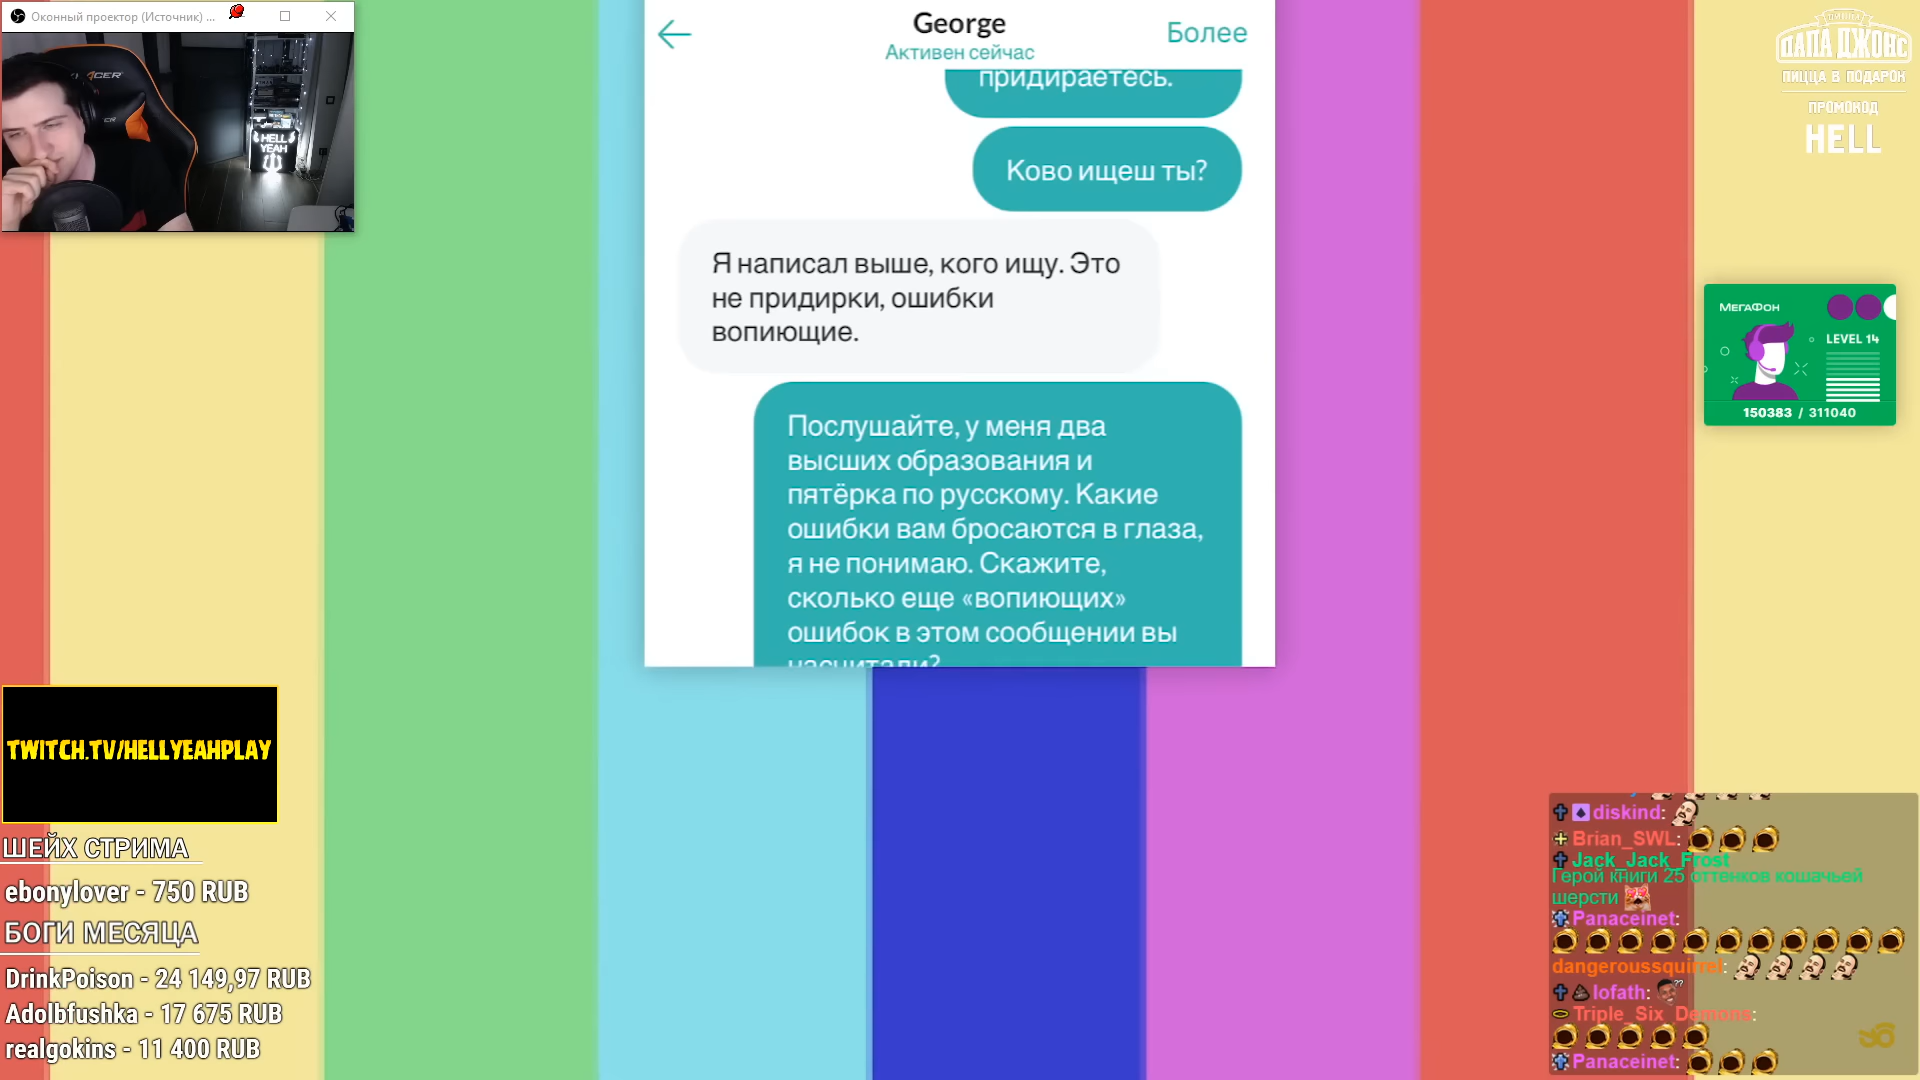 Оконный проектор (Источник) ...
ACER
HELL
YEAH
George
Активен сейчас
Более
придираетесь.
Ково ищеш ты?
Я написал выше, кого ищу. Это
не придирки, ошибки
вопиющие.
Послушайте, у меня два
высших образования и
пятёрка по русскому. Какие
ошибки вам бросаются в глаза,
я не понимаю. Скажите,
сколько еще «вопиющих»
ошибок в этом сообщении вы
насчитали?
ПАПА ДЖОНС
ПИЦЦА В ПОДАРОК
ПРОМОКОД
HELL
МЕГАФОН
LEVEL 14
150383 / 311040
TWITCH.TV/HELLYEAHPLAY
ШЕЙХ СТРИМА
ebonylover - 750 RUB
БОГИ МЕСЯЦА
DrinkPoison - 24 149,97 RUB
Adolbfushka - 17 675 RUB
realgokins - 11 400 RUB
diskind:
Brian_SWL:
Jack_Jack_Frost
Герой книги 25 оттенков кошачьей
шерсти
Panaceinet:
dangeroussquirrel:
lofath:
Triple_Six_Demons:
Panaceinet: